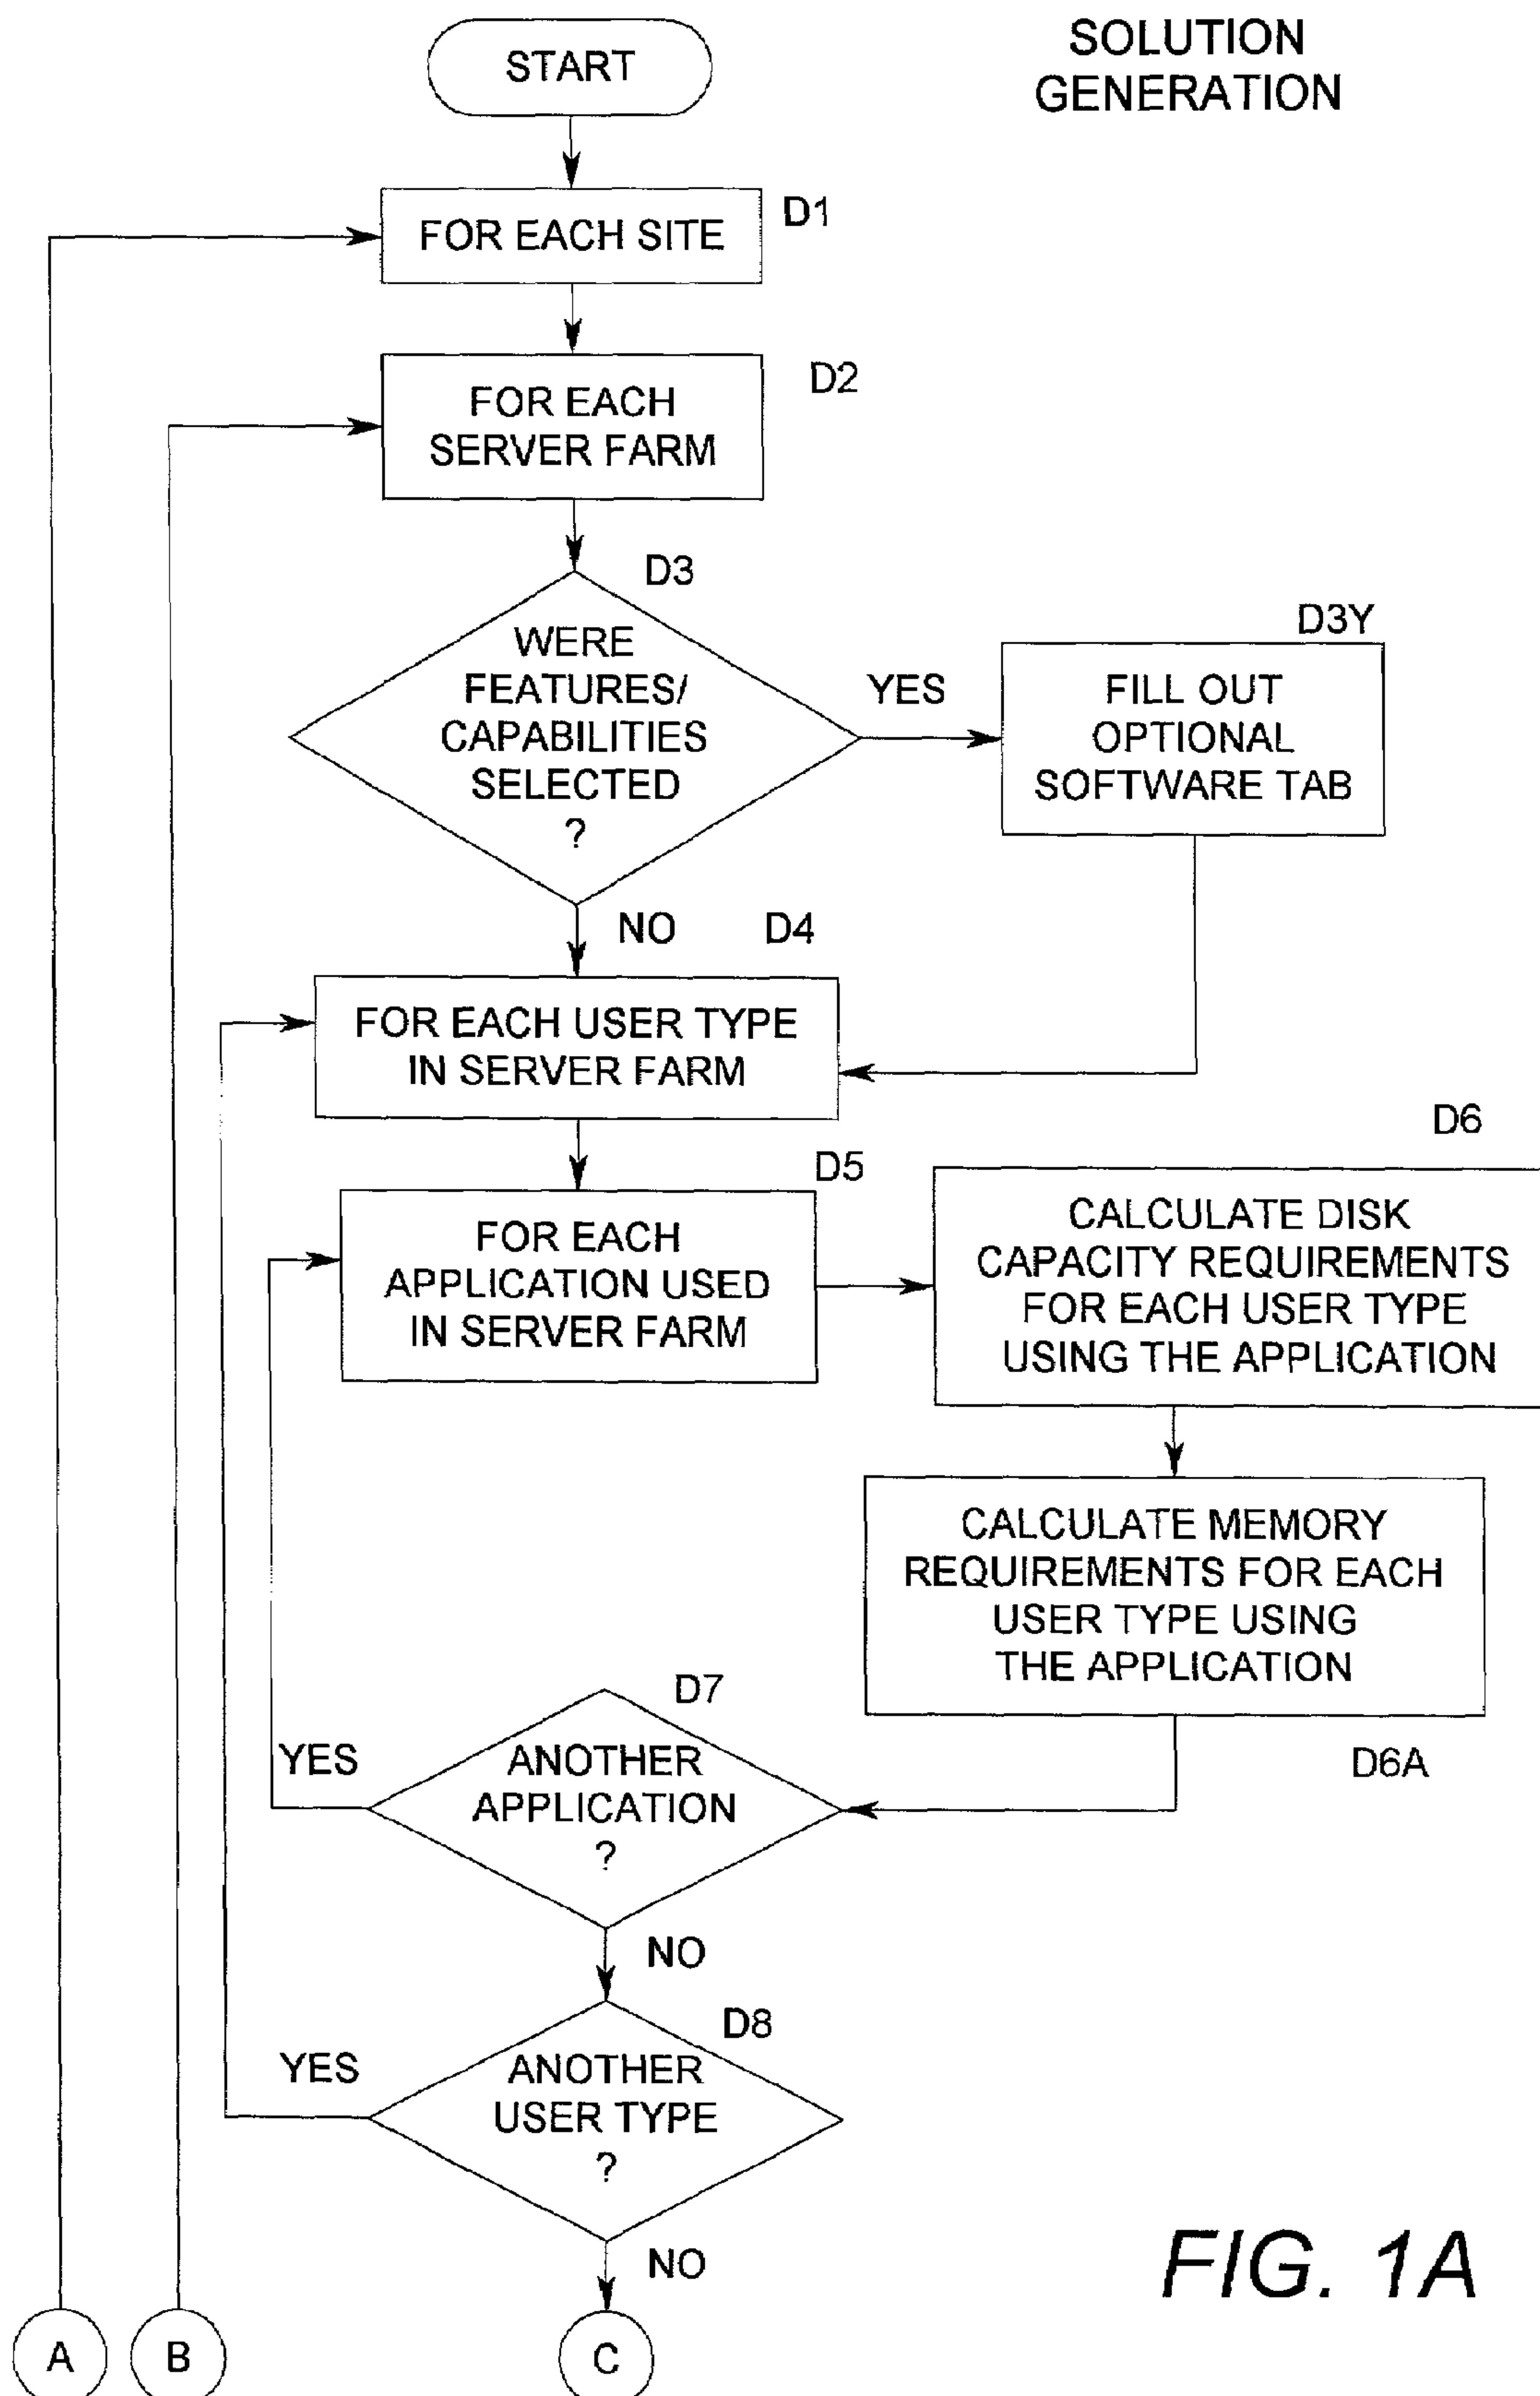 SOLUTION
GENERATION
START
FOR EACH SITE
D1
FOR EACH
SERVER FARM
D2
D3
WERE
FEATURES/
CAPABILITIES
SELECTED
?
YES
D3Y
FILL OUT
OPTIONAL
SOFTWARE TAB
NO
D4
FOR EACH USER TYPE
IN SERVER FARM
D5
FOR EACH
APPLICATION USED
IN SERVER FARM
D6
CALCULATE DISK
CAPACITY REQUIREMENTS
FOR EACH USER TYPE
USING THE APPLICATION
CALCULATE MEMORY
REQUIREMENTS FOR EACH
USER TYPE USING
THE APPLICATION
D6A
D7
YES
ANOTHER
APPLICATION
?
NO
D8
YES
ANOTHER
USER TYPE
?
NO
A
B
C
FIG. 1A